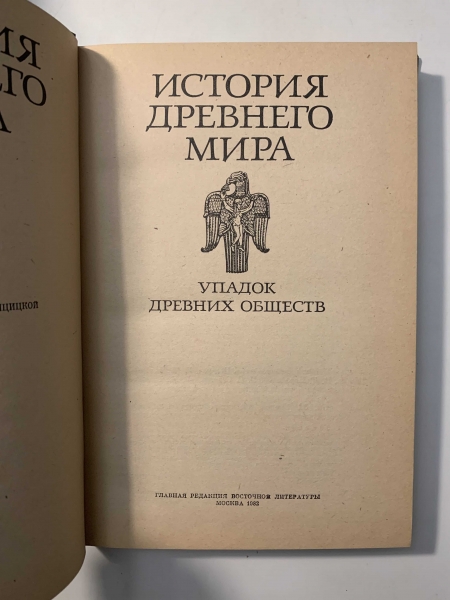 ИСТОРИЯ
ДРЕВНЕГО
МИРА
УПАДОК
ДРЕВНИХ ОБЩЕСТВ
ГЛАВНАЯ РЕДАКЦИЯ ВОСТОЧНОЙ ЛИТЕРАТУРЫ
МОСКВА 1982